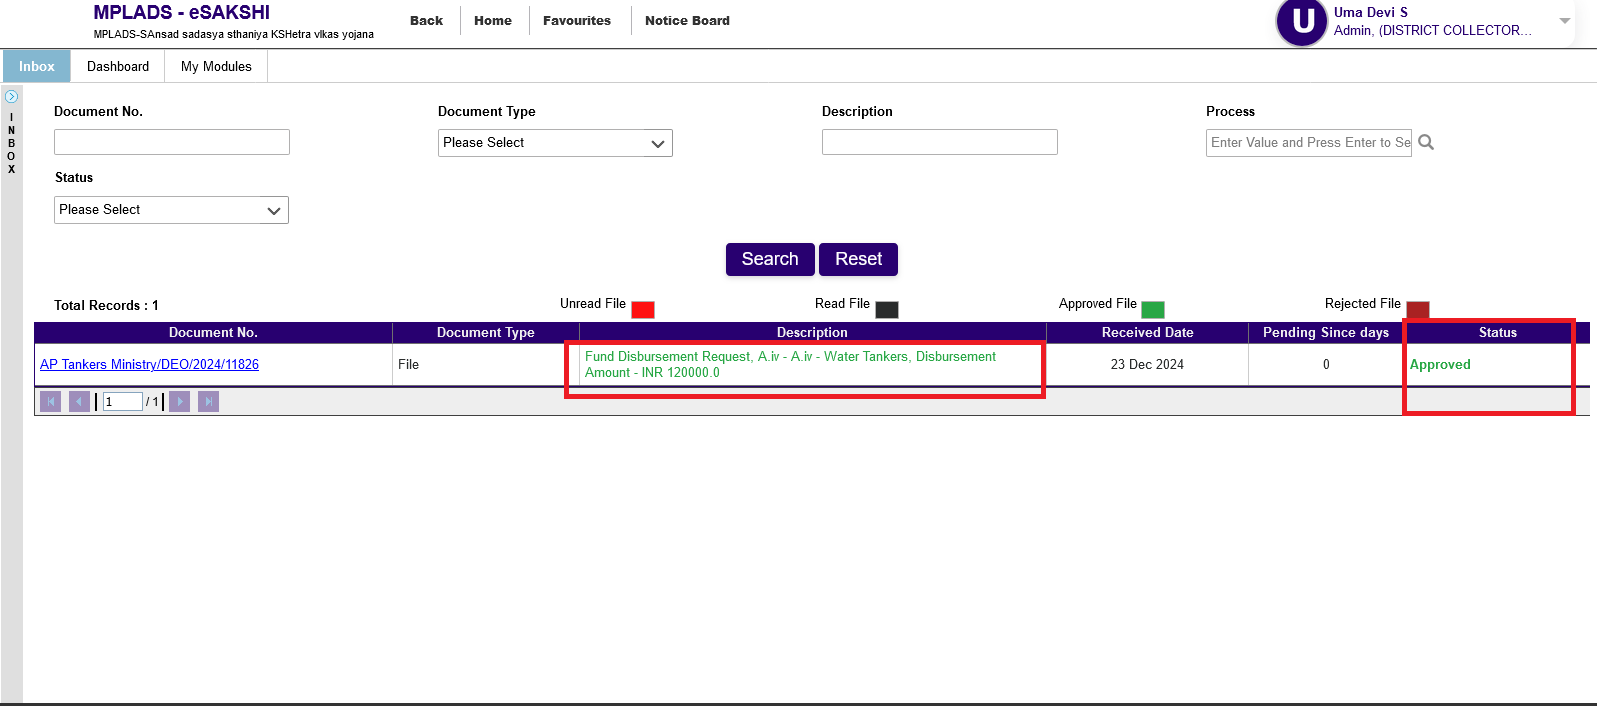 MPLADS - eSAKSHI
MPLADS-SAnsad sadasya sthaniya KSHetra vIkas yojana
Back
Home
Favourites
Notice Board
U
Uma Devi S
Admin, (DISTRICT COLLECTOR...
Inbox
Dashboard
My Modules
INBOX
Document No.
Document Type
Description
Process
Please Select
Enter Value and Press Enter to Se
Status
Please Select
Search
Reset
Total Records : 1
Unread File
Read File
Approved File
Rejected File
Document No.
Document Type
Description
Received Date
Pending Since days
Status
AP Tankers Ministry/DEO/2024/11826
File
Fund Disbursement Request, A.iv - A.iv - Water Tankers, Disbursement
Amount - INR 120000.0
23 Dec 2024
0
Approved
1
/ 1